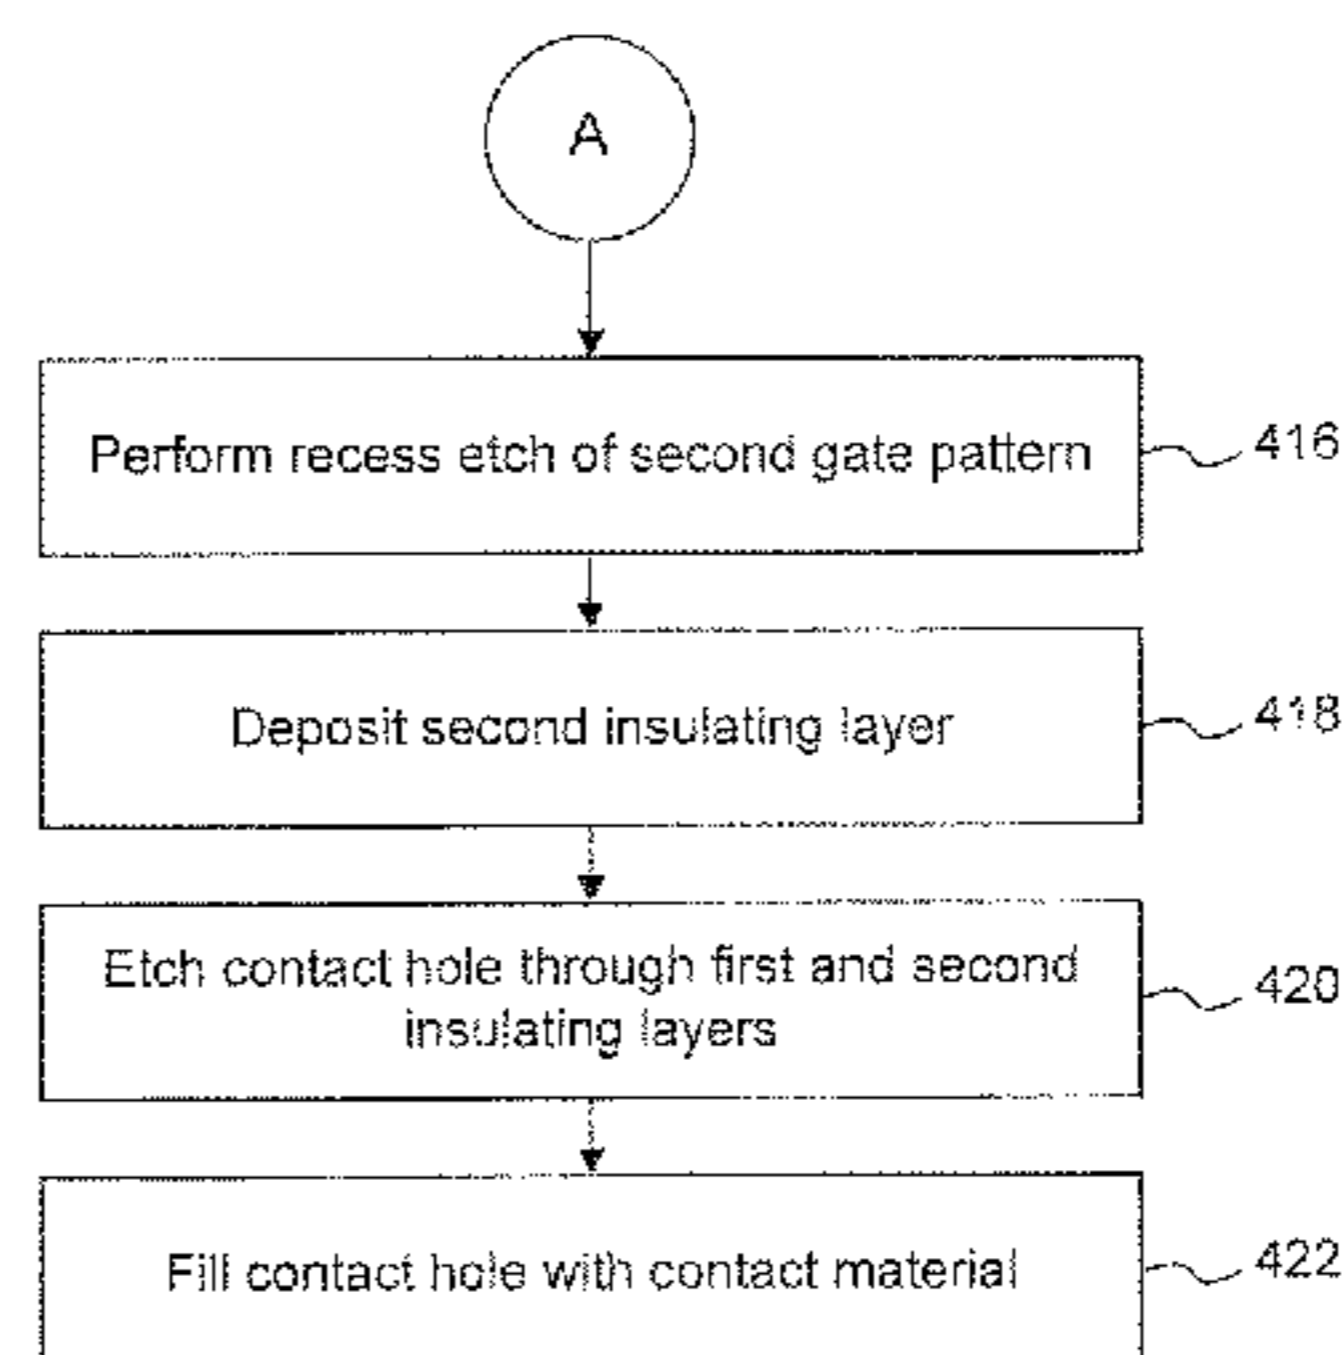 A
Perform recess etch of second gate pattern
416
Deposit second insulating layer
418
Etch contact hole through first and second
insulating layers
420
Fill contact hole with contact material
422